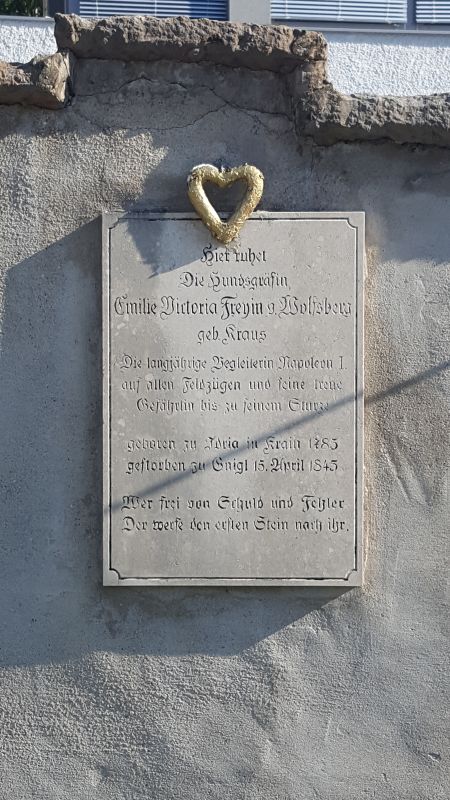 Hier ruhet
Die Hundsgräfin
Emilie Victoria Freyin v. Wolfsberg
geb. Kraus
Die langjährige Begleiterin Napoleon I.
auf allen Feldzügen und seine treue
Gefährtin bis zu seinem Sturze
geboren zu Idria in Krain 1785
gestorben zu Gnigl 15. April 1845
Wer frei von Schuld und Fehler
Der werfe den ersten Stein nach ihr.